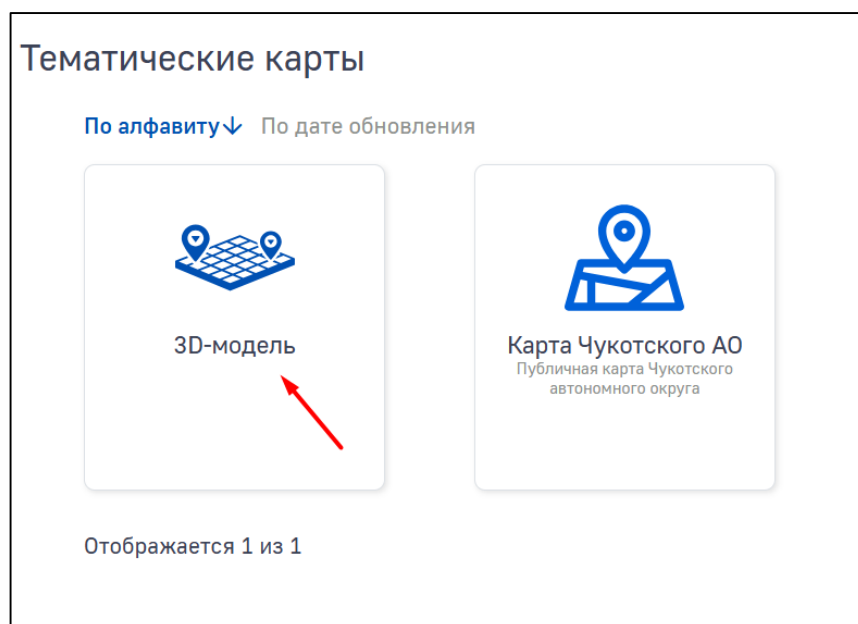 Тематические карты
По алфавиту↓ По дате обновления
3D-модель
Карта Чукотского АО
Публичная карта Чукотского
автономного округа
Отображается 1 из 1